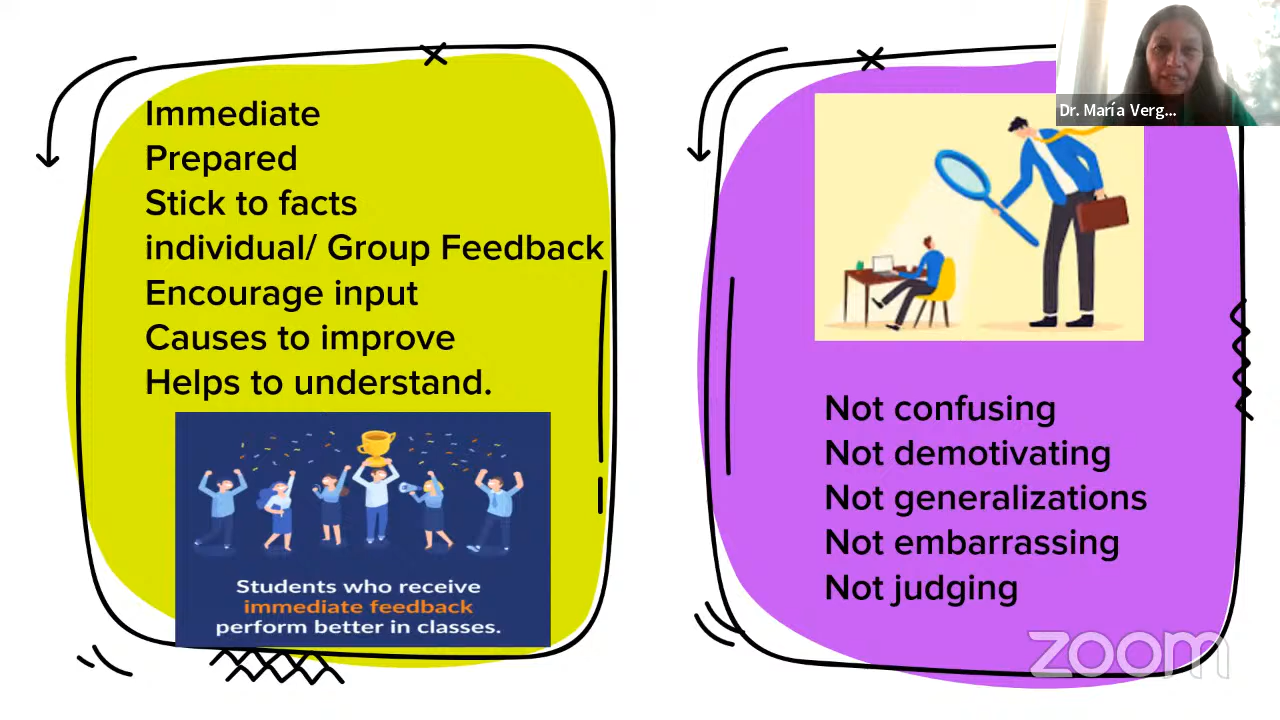 Immediate
Prepared
Stick to facts
individual/ Group Feedback
Encourage input
Causes to improve
Helps to understand.
Students who receive
immediate feedback
perform better in classes.
Dr. María Verg...
Not confusing
Not demotivating
Not generalizations
Not embarrassing
Not judging
zoom